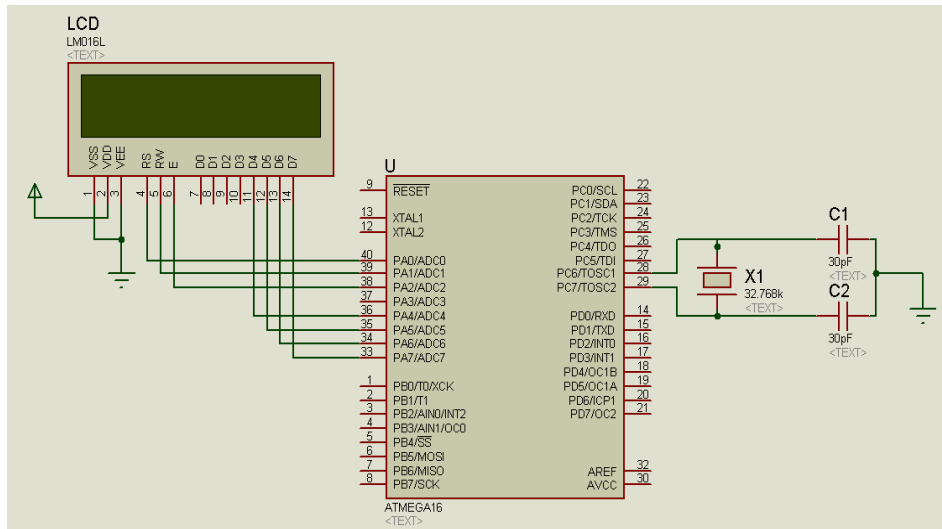 LCD
LM016L
<TEXT>
VSS
VDD
VEE
RS
RW
E
D0
D1
D2
D3
D4
D5
D6
D7
1
2
3
4
5
6
7
8
9
10
11
12
13
14
U
9 RESET
13 XTAL1
12 XTAL2
40 PA0/ADC0
39 PA1/ADC1
38 PA2/ADC2
37 PA3/ADC3
36 PA4/ADC4
35 PA5/ADC5
34 PA6/ADC6
33 PA7/ADC7
1 PB0/T0/XCK
2 PB1/T1
3 PB2/AIN0/INT2
4 PB3/AIN1/OC0
5 PB4/SS
6 PB5/MOSI
7 PB6/MISO
8 PB7/SCK
PC0/SCL 22
PC1/SDA 23
PC2/TCK 24
PC3/TMS 25
PC4/TDO 26
PC5/TDI 27
PC6/TOSC1 28
PC7/TOSC2 29
PD0/RXD 14
PD1/TXD 15
PD2/INT0 16
PD3/INT1 17
PD4/OC1B 18
PD5/OC1A 19
PD6/ICP1 20
PD7/OC2 21
AREF 32
AVCC 30
ATMEGA16
<TEXT>
C1
30pF
<TEXT>
X1
32.768k
<TEXT>
C2
30pF
<TEXT>